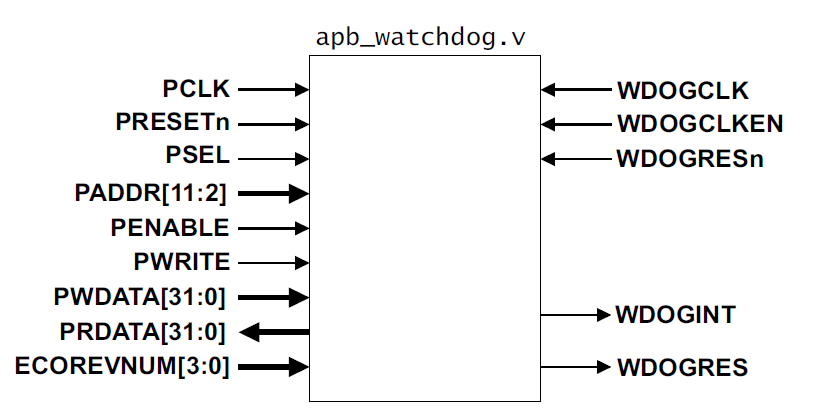 apb_watchdog.v
PCLK
PRESETn
PSEL
PADDR[11:2]
PENABLE
PWRITE
PWDATA[31:0]
PRDATA[31:0]
ECOREVNUM[3:0]
WDOGCLK
WDOGCLKEN
WDOGRESn
WDOGINT
WDOGRES